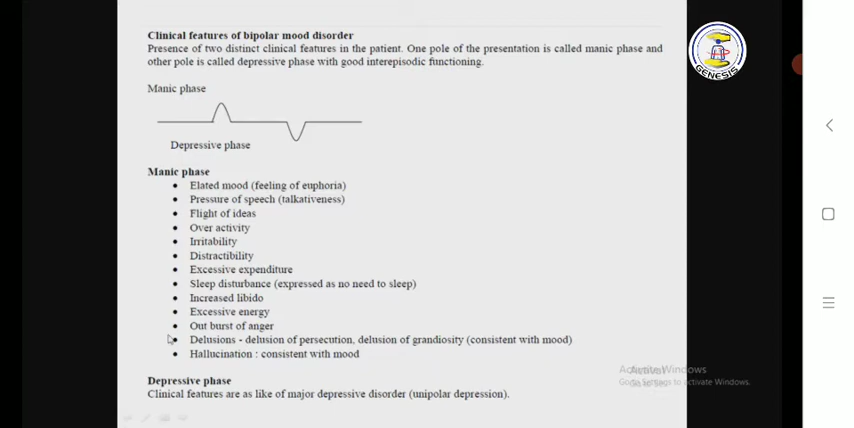 Clinical features of bipolar mood disorder
Presence of two distinct clinical features in the patient. One pole of the presentation is called manic phase and
other pole is called depressive phase with good interepisodic functioning.
Manic phase
Depressive phase
Manic phase
• Elated mood (feeling of euphoria)
• Pressure of speech (talkativeness)
• Flight of ideas
• Over activity
• Irritability
• Distractibility
• Excessive expenditure
• Sleep disturbance (expressed as no need to sleep)
• Increased libido
• Excessive energy
• Out burst of anger
• Delusions - delusion of persecution, delusion of grandiosity (consistent with mood)
• Hallucination : consistent with mood
Depressive phase
Clinical features are as like of major depressive disorder (unipolar depression).
GENESIS
Activate Windows
Settings to activate Windows.